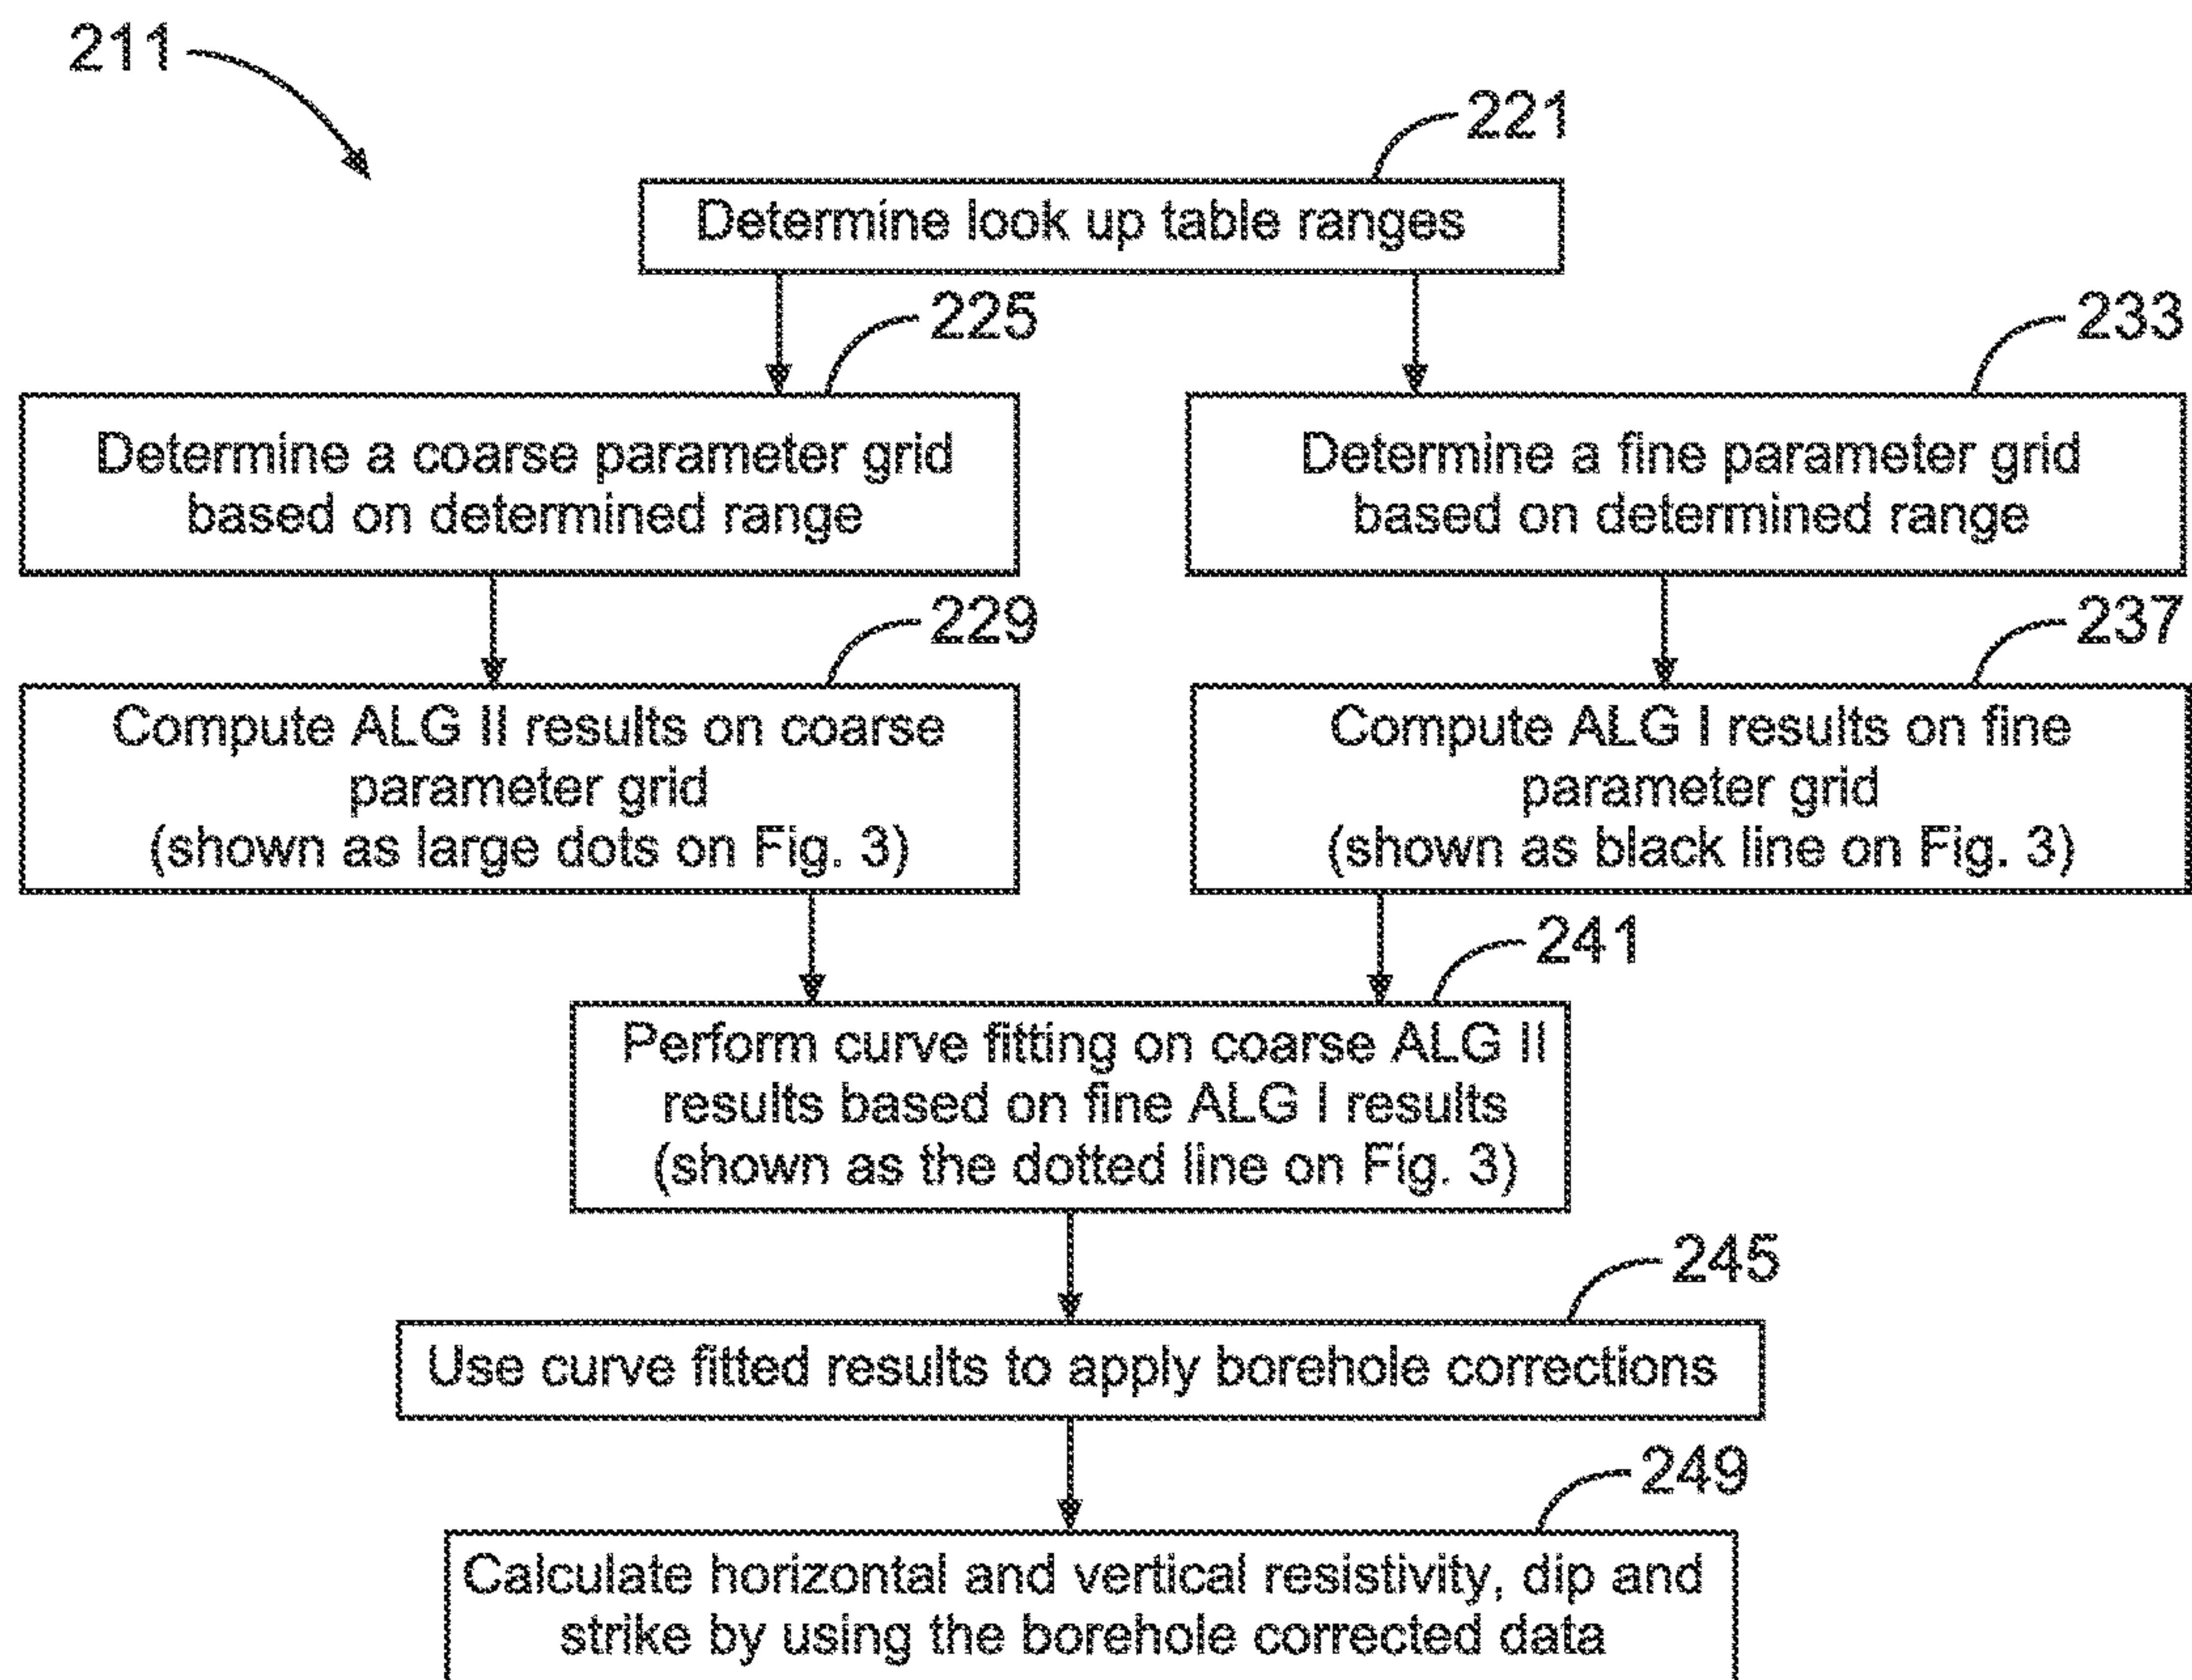 211
221
Determine look up table ranges
225
233
Determine a coarse parameter grid
based on determined range
Determine a fine parameter grid
based on determined range
229
237
Compute ALG II results on coarse
parameter grid
(shown as large dots on Fig. 3)
Compute ALG I results on fine
parameter grid
(shown as black line on Fig. 3)
241
Perform curve fitting on coarse ALG II
results based on fine ALG I results
(shown as the dotted line on Fig. 3)
245
Use curve fitted results to apply borehole corrections
249
Calculate horizontal and vertical resistivity, dip and
strike by using the borehole corrected data